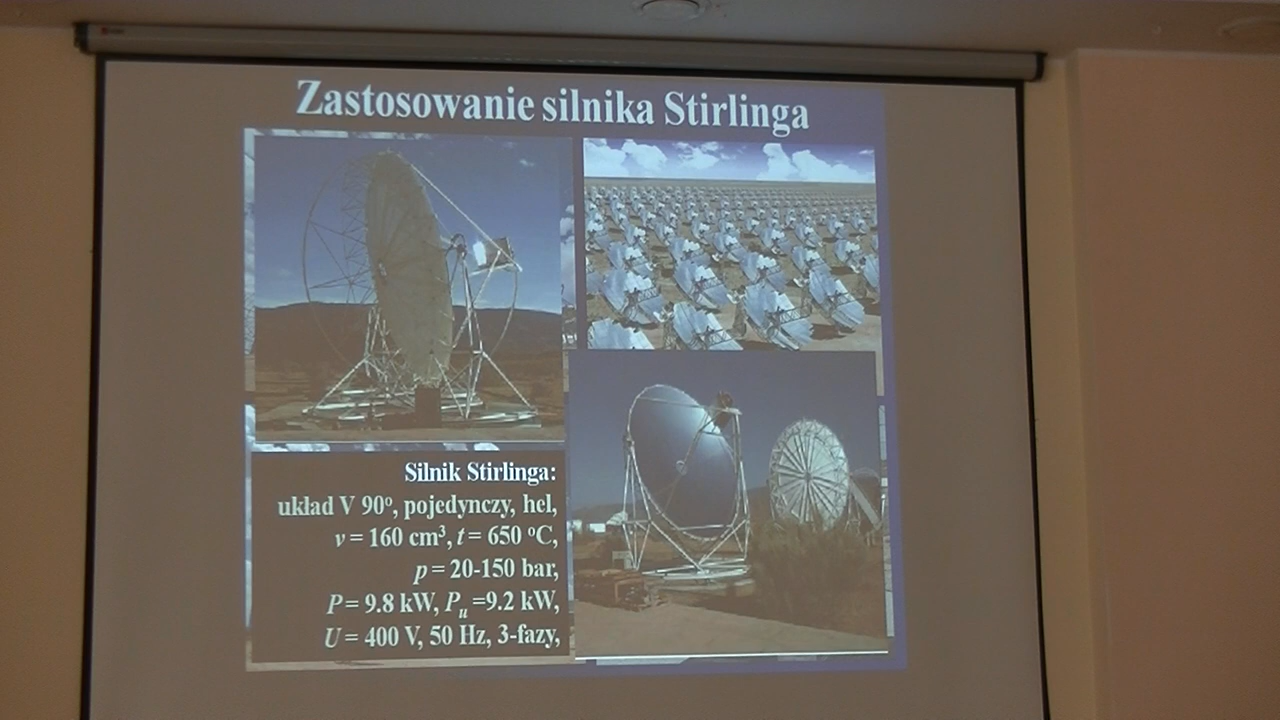 Zastosowanie silnika Stirlinga
Silnik Stirlinga:
układ V 90º, pojedynczy, hel,
v = 160 cm³, t = 650 ºC,
p = 20-150 bar,
P = 9.8 kW, Pᵤ =9.2 kW,
U = 400 V, 50 Hz, 3-fazy,